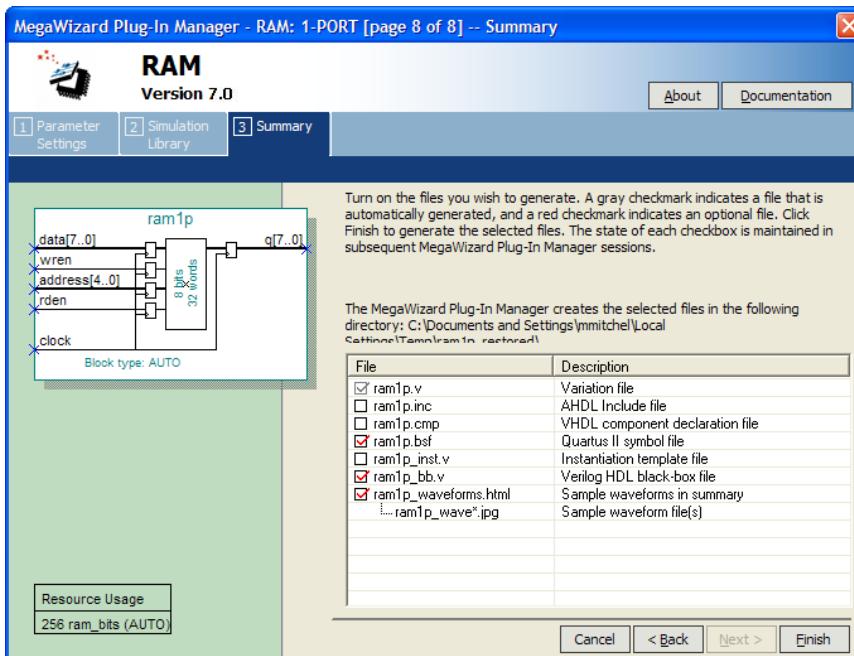 MegaWizard Plug-In Manager - RAM: 1-PORT [page 8 of 8] -- Summary
RAM
Version 7.0
About
Documentation
1 Parameter Settings
2 Simulation Library
3 Summary
ram1p
data[7..0]
q[7..0]
wren
address[4..0]
rden
8 bits
32 words
clock
Block type: AUTO
Turn on the files you wish to generate. A gray checkmark indicates a file that is
automatically generated, and a red checkmark indicates an optional file. Click
Finish to generate the selected files. The state of each checkbox is maintained in
subsequent MegaWizard Plug-In Manager sessions.
The MegaWizard Plug-In Manager creates the selected files in the following
directory: C:\Documents and Settings\mmitchel\Local
Settings\Temp\ram1p_restored\
File Description
ram1p.v Variation file
ram1p.inc AHDL Include file
ram1p.cmp VHDL component declaration file
ram1p.bsf Quartus II symbol file
ram1p_inst.v Instantiation template file
ram1p_bb.v Verilog HDL black-box file
ram1p_waveforms.html Sample waveforms in summary
ram1p_wave*.jpg Sample waveform file(s)
Resource Usage
256 ram_bits (AUTO)
Cancel
< Back
Next >
Finish